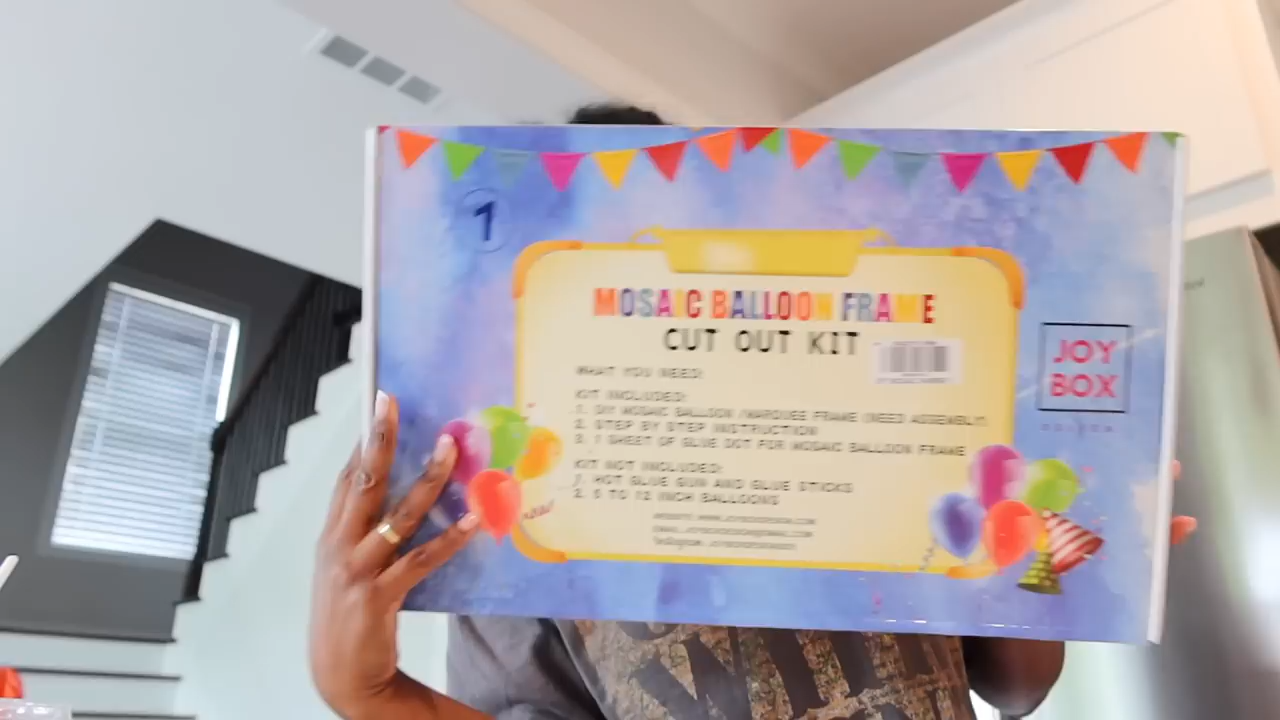 1
MOSAIC BALLOON FRAME
CUT OUT KIT
WHAT YOU NEED:
KIT INCLUDED:
1. DIY MOSAIC BALLOON /MARQUEE FRAME (NEED ASSEMBLY)
2. STEP BY STEP INSTRUCTION
3. 1 SHEET OF GLUE DOT FOR MOSAIC BALLOON FRAME
KIT NOT INCLUDED:
1. HOT GLUE GUN AND GLUE STICKS
2. 5 TO 12 INCH BALLOONS
JOY
BOX
DESIGN